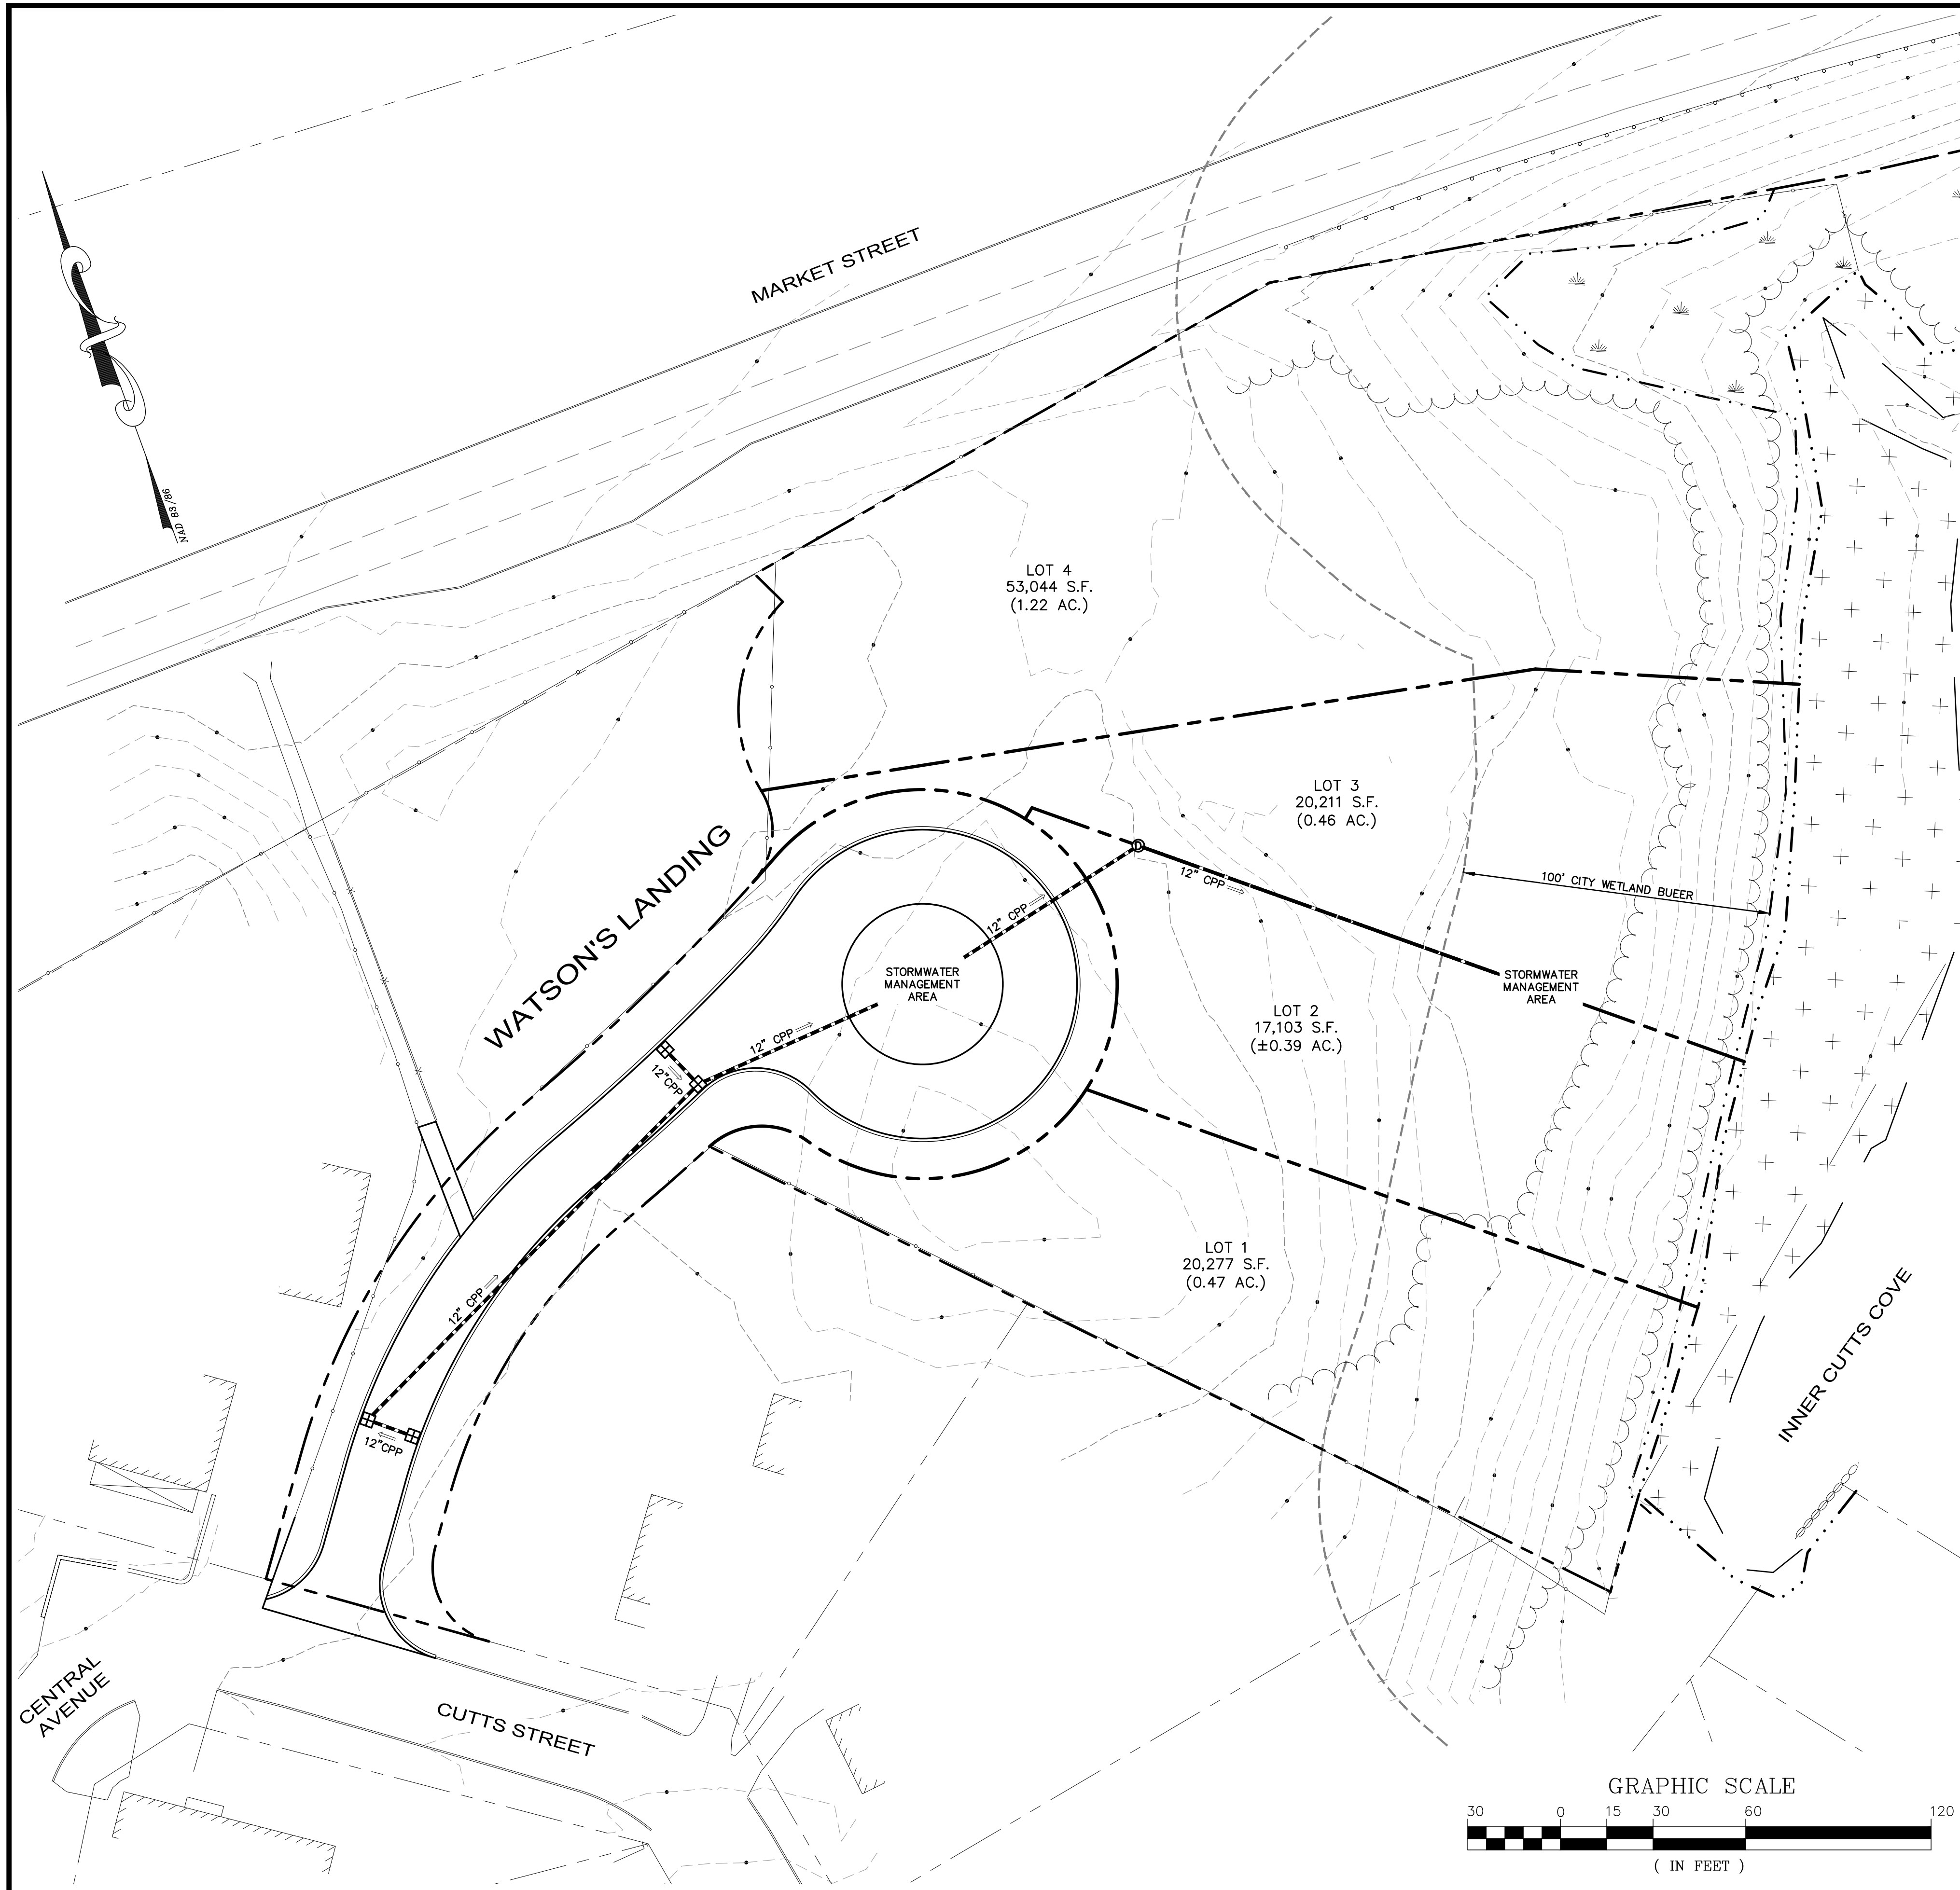 MARKET STREET
NAD 83/86
LOT 4
53,044 S.F.
(1.22 AC.)
LOT 3
20,211 S.F.
(0.46 AC.)
WATSON'S LANDING
12" CPP
100' CITY WETLAND BUEER
12" CPP
STORMWATER
MANAGEMENT
AREA
STORMWATER
MANAGEMENT
AREA
LOT 2
17,103 S.F.
(±0.39 AC.)
12" CPP
12"CPP
D
LOT 1
20,277 S.F.
(0.47 AC.)
12" CPP
INNER CUTTS COVE
12"CPP
CENTRAL
AVENUE
CUTTS STREET
GRAPHIC SCALE
30 0 15 30 60 120
( IN FEET )